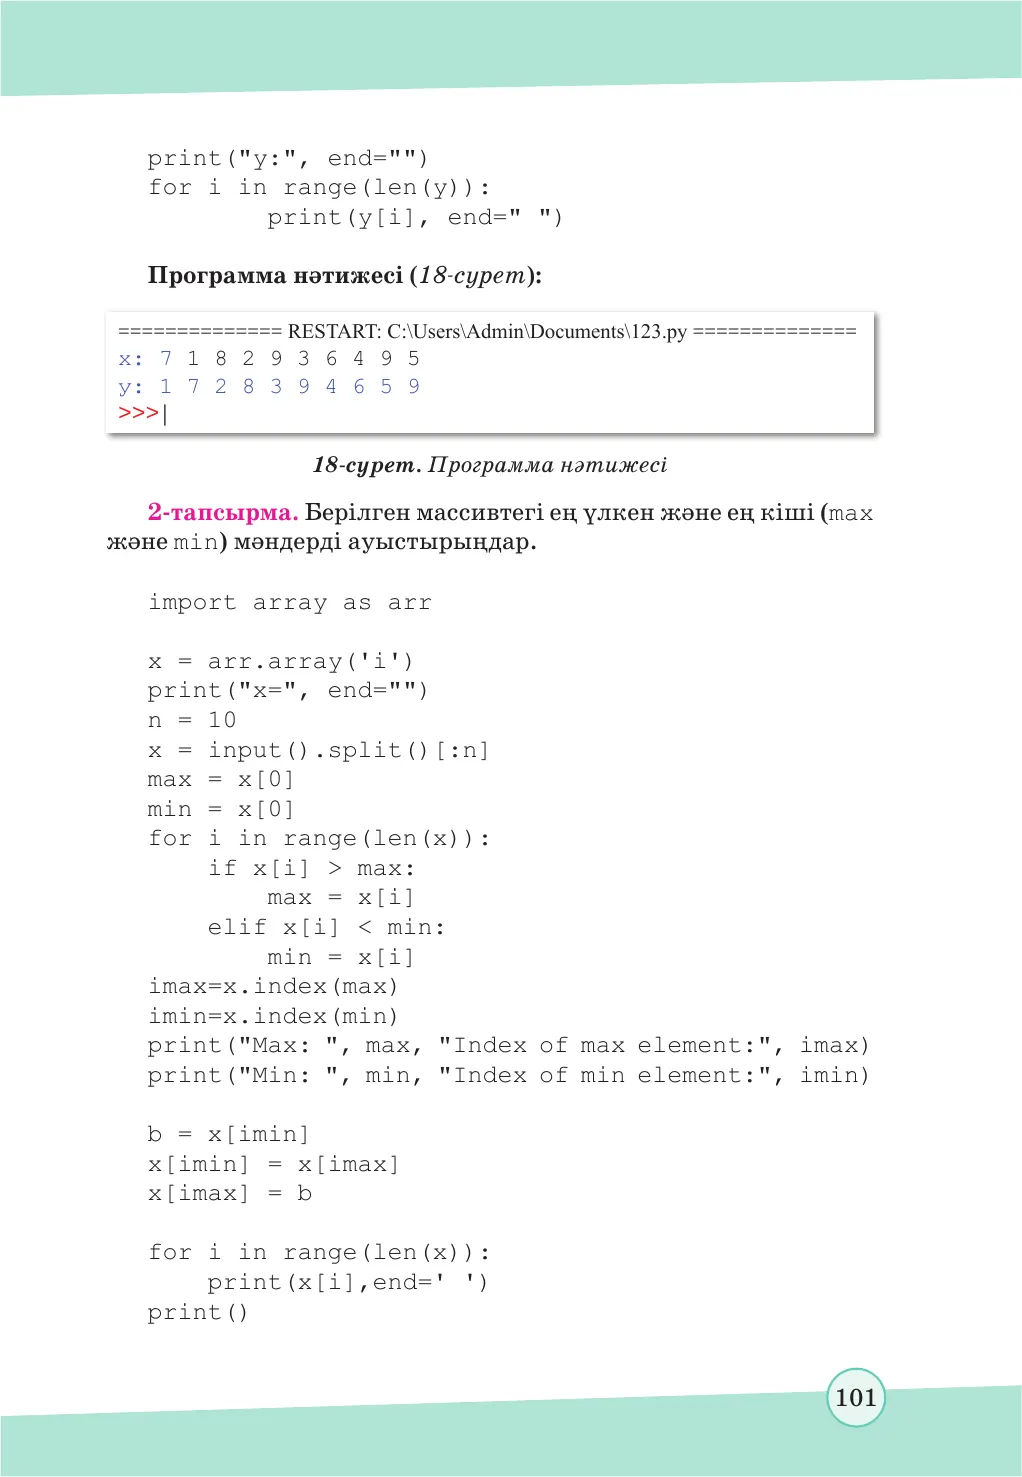 print("y:", end="")
for i in range(len(y)):
        print(y[i], end=" ")
Программа нәтижесі (18-сурет):
============== RESTART: C:\Users\Admin\Documents\123.py ==============
x: 7 1 8 2 9 3 6 4 9 5
y: 1 7 2 8 3 9 4 6 5 9
>>>|
18-сурет. Программа нәтижесі
2-тапсырма. Берілген массивтегі ең үлкен және ең кіші (max
және min) мәндерді ауыстырыңдар.
import array as arr
x = arr.array('i')
print("x=", end="")
n = 10
x = input().split()[:n]
max = x[0]
min = x[0]
for i in range(len(x)):
    if x[i] > max:
        max = x[i]
    elif x[i] < min:
        min = x[i]
imax=x.index(max)
imin=x.index(min)
print("Max: ", max, "Index of max element:", imax)
print("Min: ", min, "Index of min element:", imin)
b = x[imin]
x[imin] = x[imax]
x[imax] = b
for i in range(len(x)):
    print(x[i],end=' ')
print()
101